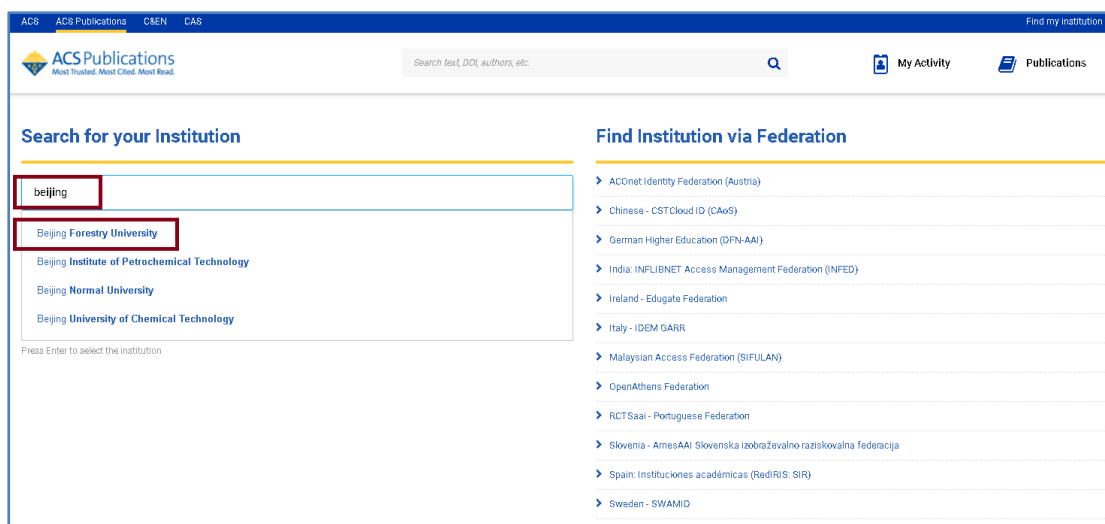 ACS ACS Publications C&EN CAS Find my institution
ACS Publications
Most Trusted. Most Cited. Most Read.
Search text, DOI, authors, etc.
My Activity
Publications
Search for your Institution
beijing
Beijing Forestry University
Beijing Institute of Petrochemical Technology
Beijing Normal University
Beijing University of Chemical Technology
Press Enter to select the institution
Find Institution via Federation
ACOnet Identity Federation (Austria)
Chinese - CSTCloud ID (CAoS)
German Higher Education (DFN-AAI)
India: INFLIBNET Access Management Federation (INFED)
Ireland - Edugate Federation
Italy - IDEM GARR
Malaysian Access Federation (SIFULAN)
OpenAthens Federation
RCTSaai - Portuguese Federation
Slovenia - ArnesAAI Slovenska izobraževalno raziskovalna federacija
Spain: Instituciones académicas (RedIRIS: SIR)
Sweden - SWAMID